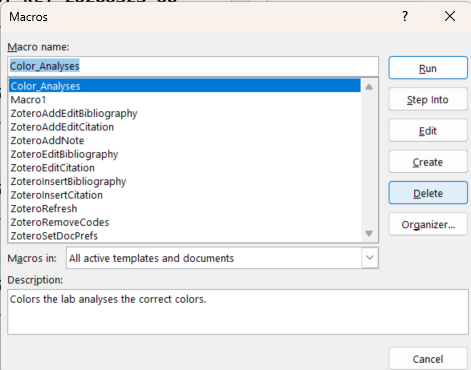 Macros
? 
Macro name:
Color_Analyses
Color_Analyses
Macro1
ZoteroAddEditBibliography
ZoteroAddEditCitation
ZoteroAddNote
ZoteroEditBibliography
ZoteroEditCitation
ZoteroInsertBibliography
ZoteroInsertCitation
ZoteroRefresh
ZoteroRemoveCodes
ZoteroSetDocPrefs
Run
Step Into
Edit
Create
Delete
Organizer...
Macros in: All active templates and documents
Description:
Colors the lab analyses the correct colors.
Cancel